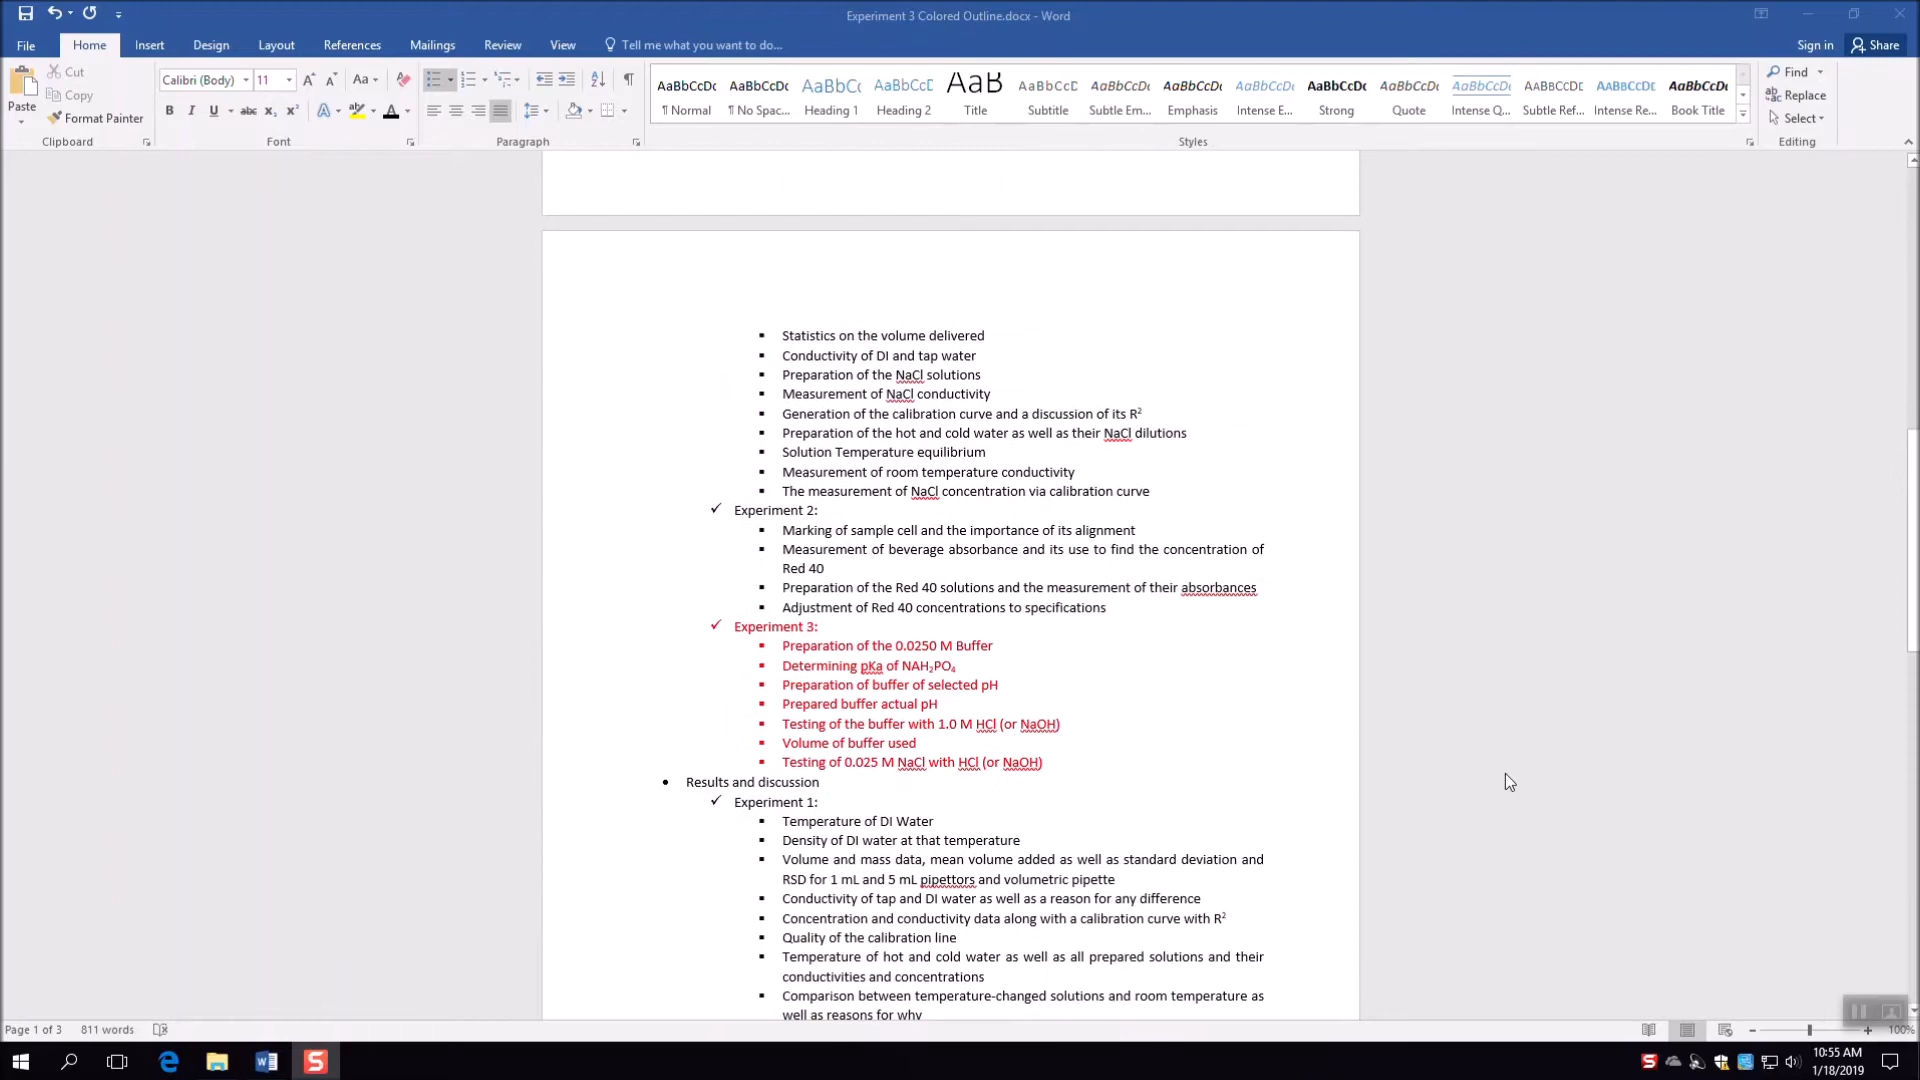 Experiment 3 Colored Outline.docx - Word
File Home Insert Design Layout References Mailings Review View Tell me what you want to do... Sign in Share
Paste
Cut
Copy
Format Painter
Clipboard
Calibri (Body) 11
Font
Paragraph
AaBbCcDc AaBbCcDc AaBbCc AaBbCcD AaB AaBbCcD AaBbCcDc AaBbCcDc AaBbCcDc AaBbCcDc AaBbCcDc AaBbCcDc AABBCCDD AABBCCDD AaBbCcDc
¶ Normal ¶ No Spac... Heading 1 Heading 2 Title Subtitle Subtle Em... Emphasis Intense E... Strong Quote Intense Q... Subtle Ref... Intense Re... Book Title
Styles
Find
Replace
Select
Editing
▪ Statistics on the volume delivered
▪ Conductivity of DI and tap water
▪ Preparation of the NaCl solutions
▪ Measurement of NaCl conductivity
▪ Generation of the calibration curve and a discussion of its R²
▪ Preparation of the hot and cold water as well as their NaCl dilutions
▪ Solution Temperature equilibrium
▪ Measurement of room temperature conductivity
▪ The measurement of NaCl concentration via calibration curve
✓ Experiment 2:
▪ Marking of sample cell and the importance of its alignment
▪ Measurement of beverage absorbance and its use to find the concentration of
Red 40
▪ Preparation of the Red 40 solutions and the measurement of their absorbances
▪ Adjustment of Red 40 concentrations to specifications
✓ Experiment 3:
▪ Preparation of the 0.0250 M Buffer
▪ Determining pKa of NAH₂PO₄
▪ Preparation of buffer of selected pH
▪ Prepared buffer actual pH
▪ Testing of the buffer with 1.0 M HCl (or NaOH)
▪ Volume of buffer used
▪ Testing of 0.025 M NaCl with HCl (or NaOH)
• Results and discussion
✓ Experiment 1:
▪ Temperature of DI Water
▪ Density of DI water at that temperature
▪ Volume and mass data, mean volume added as well as standard deviation and
RSD for 1 mL and 5 mL pipettors and volumetric pipette
▪ Conductivity of tap and DI water as well as a reason for any difference
▪ Concentration and conductivity data along with a calibration curve with R²
▪ Quality of the calibration line
▪ Temperature of hot and cold water as well as all prepared solutions and their
conductivities and concentrations
▪ Comparison between temperature-changed solutions and room temperature as
well as reasons for why
Page 1 of 3 811 words 100%
10:55 AM
1/18/2019